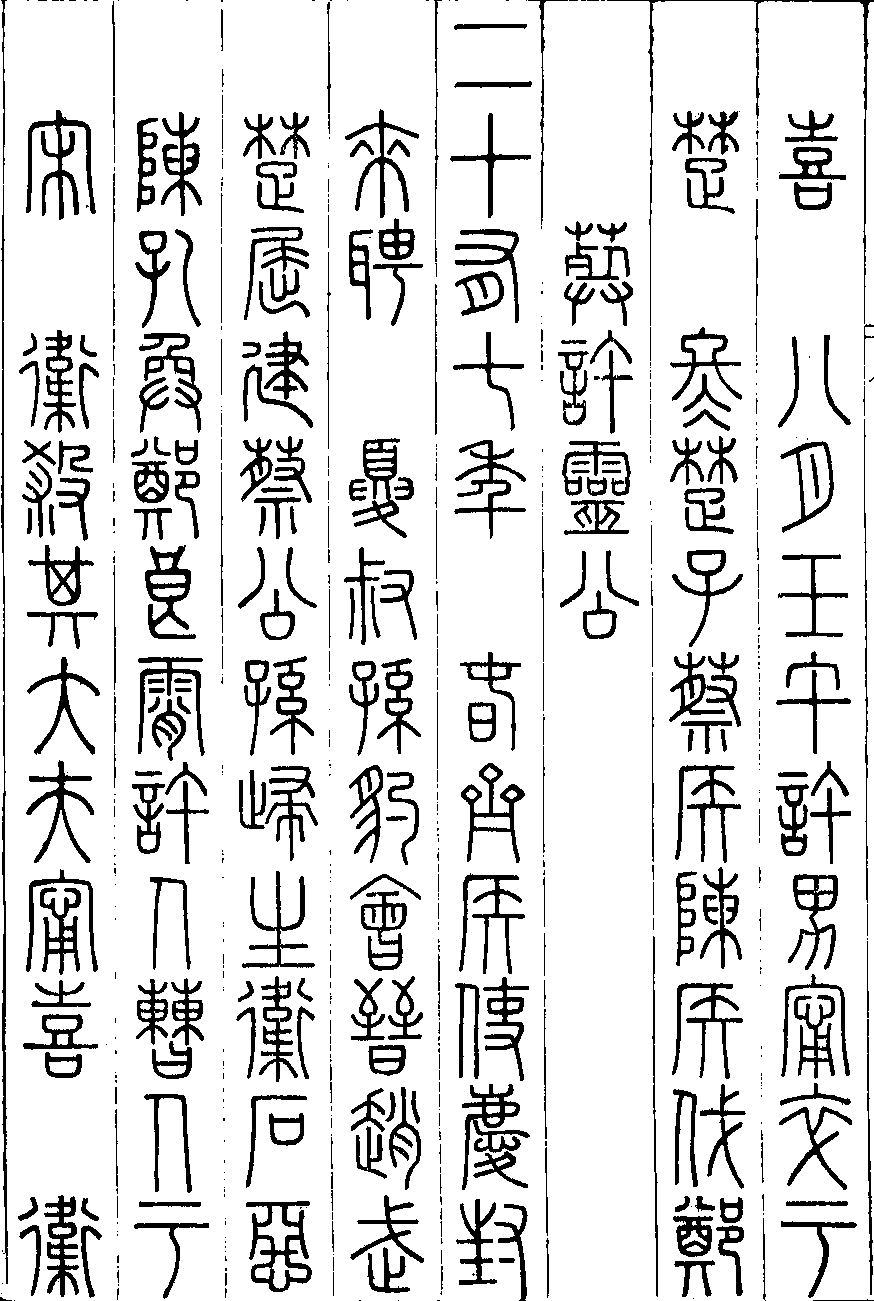 喜　八月壬午許男甯卒于
楚　冬楚子蔡侯陳侯伐鄭
葬許靈公
二十有七年　春齊侯使慶封
來聘　夏叔孫豹會晉趙武
楚屈建蔡公孫歸生衛石惡
陳孔奐鄭良霄許人曹人于
宋　衛殺其大夫甯喜　衛